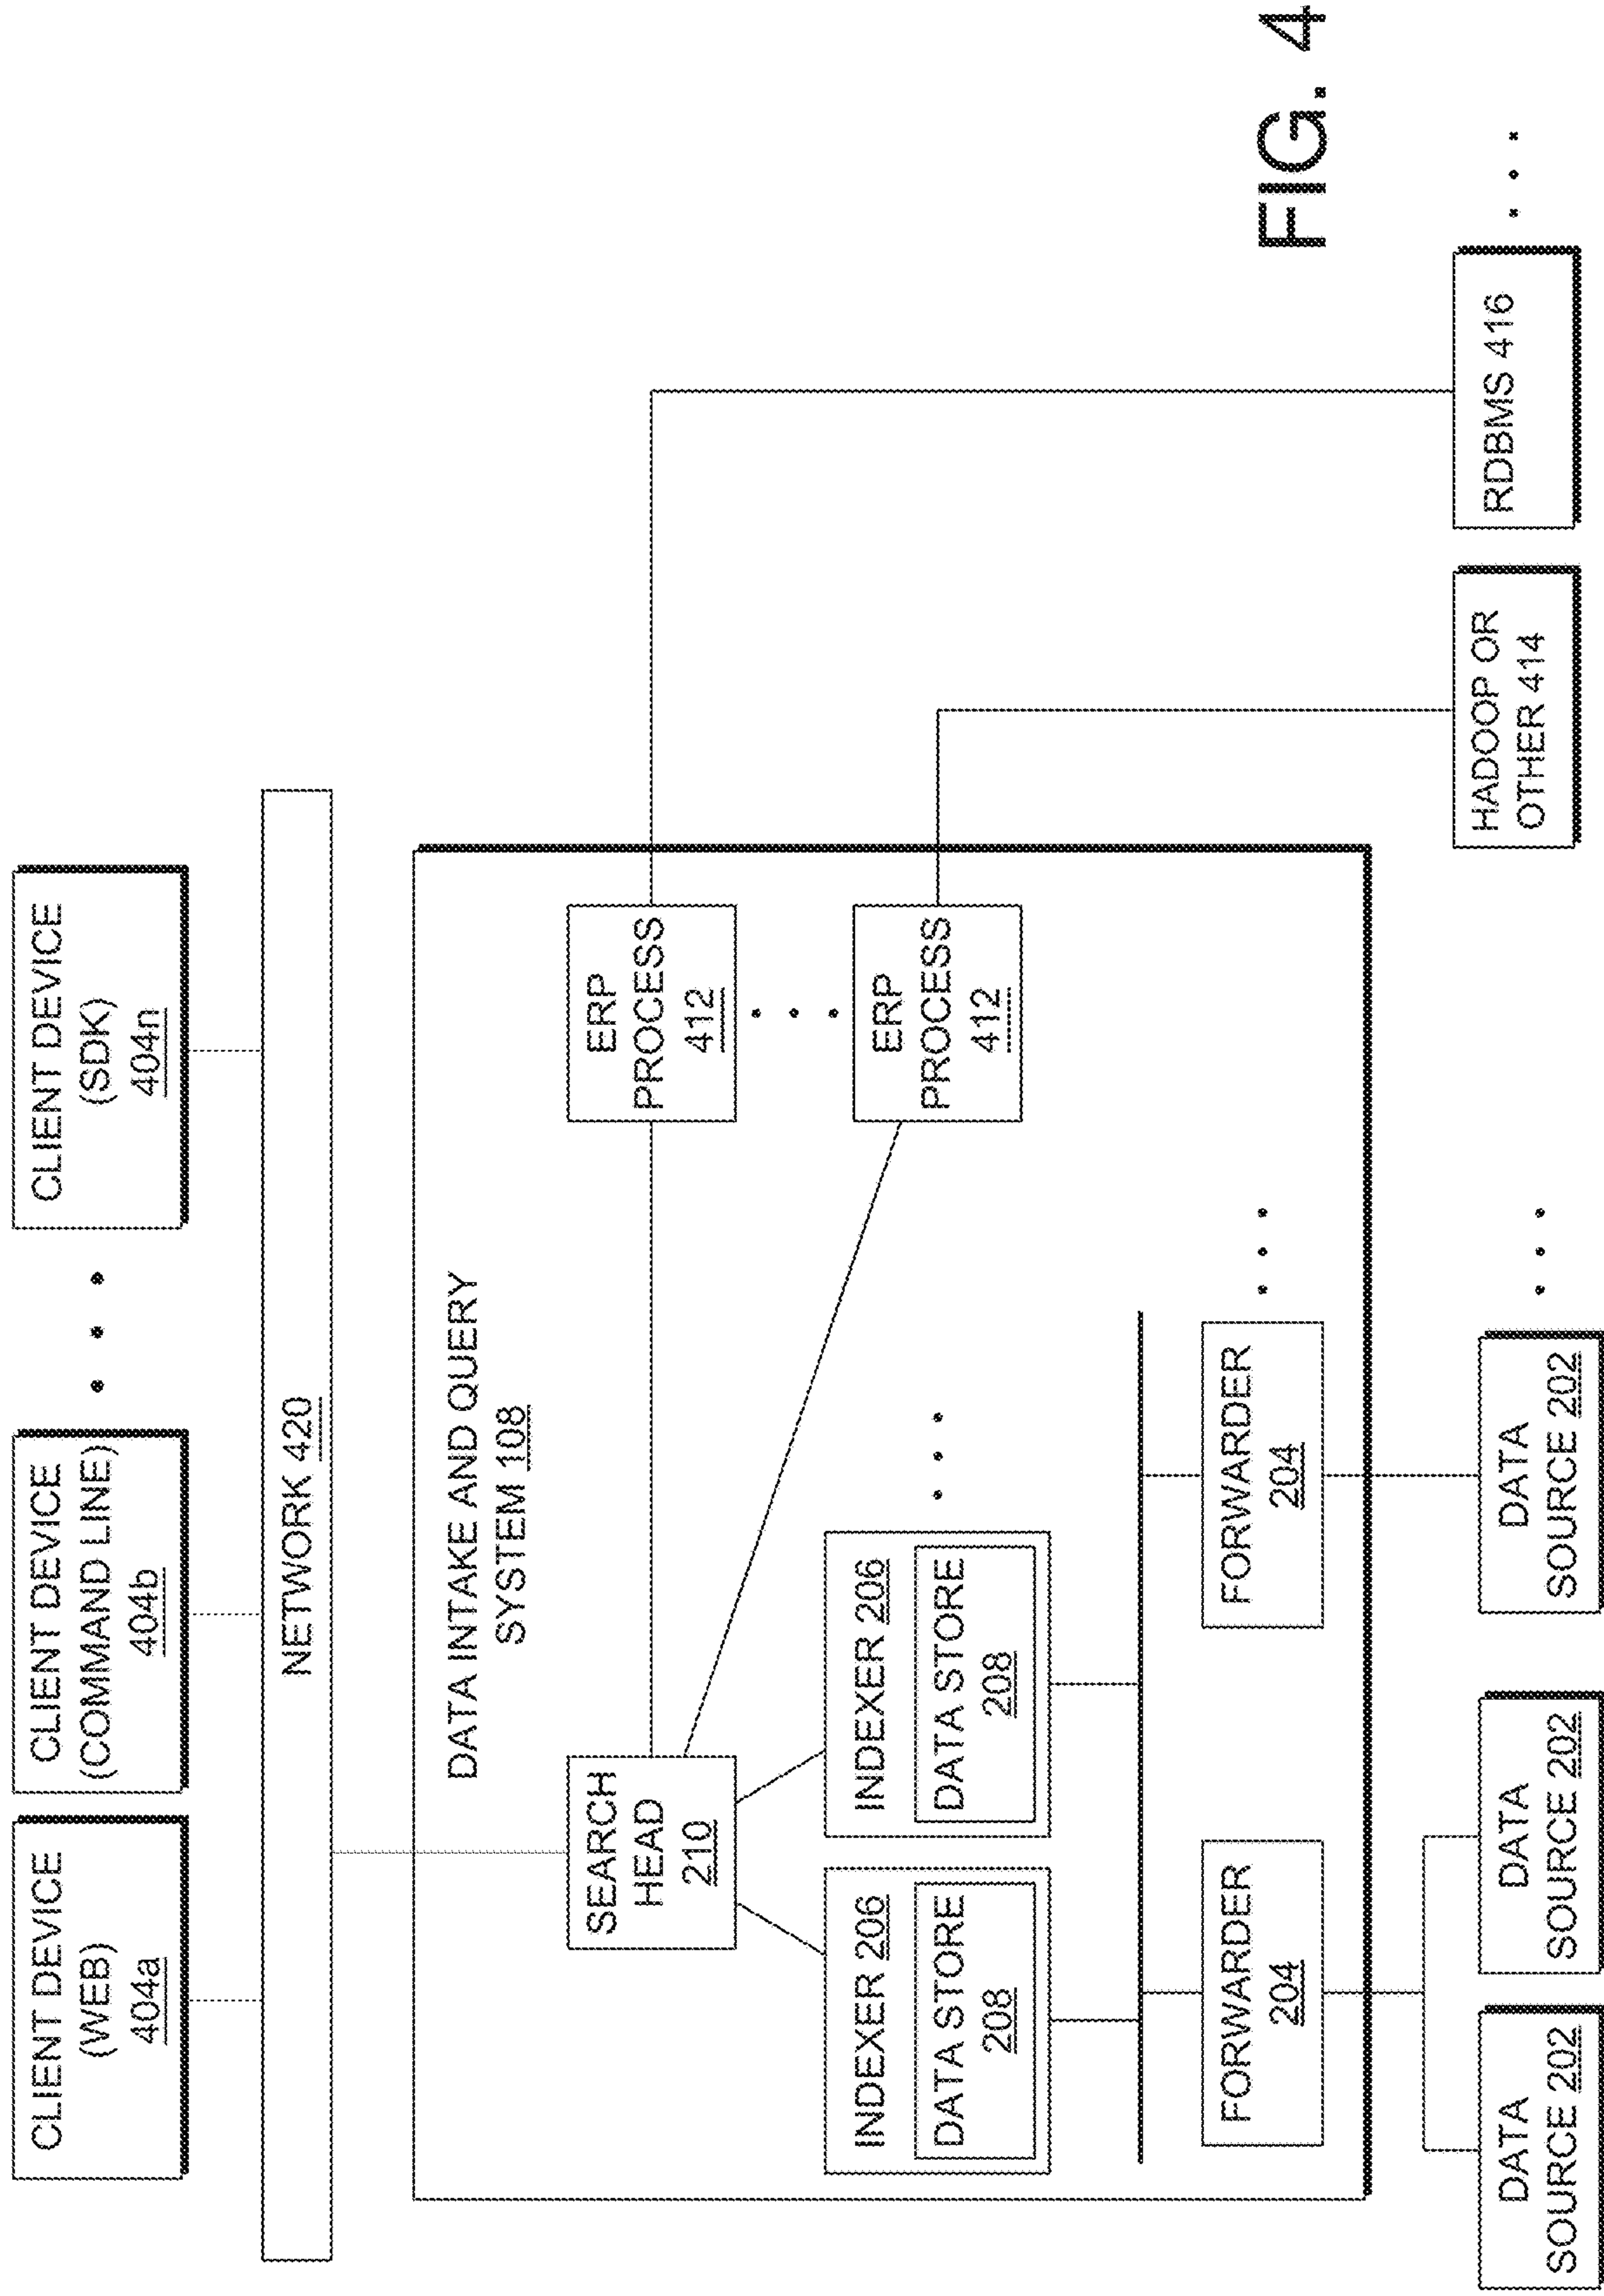 CLIENT DEVICE
(WEB)
404a
CLIENT DEVICE
(COMMAND LINE)
404b
CLIENT DEVICE
(SDK)
404n
NETWORK 420
DATA INTAKE AND QUERY
SYSTEM 108
SEARCH
HEAD
210
ERP
PROCESS
412
INDEXER 206
DATA STORE
208
INDEXER 206
DATA STORE
208
ERP
PROCESS
412
FORWARDER
204
FORWARDER
204
DATA
SOURCE 202
DATA
SOURCE 202
DATA
SOURCE 202
HADOOP OR
OTHER 414
RDBMS 416
FIG. 4